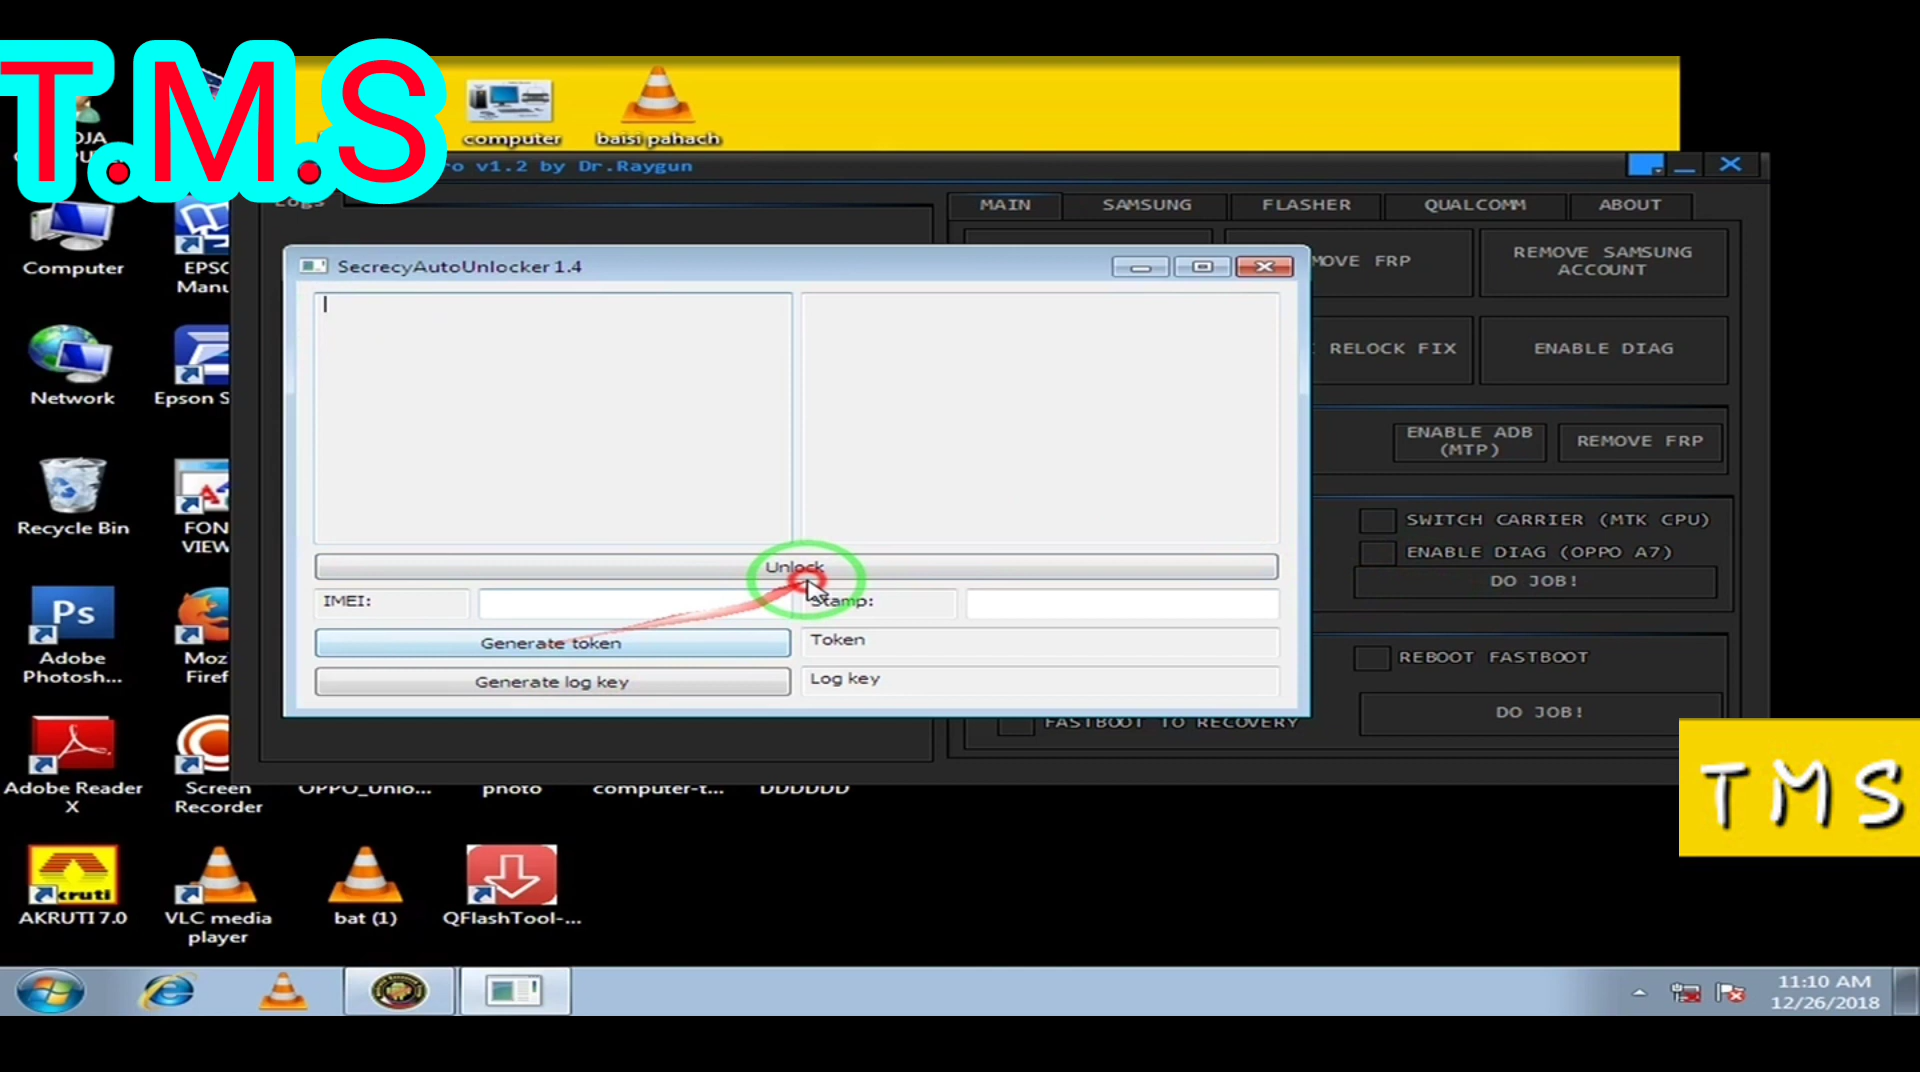 T.M.S
computer
baisi pahach
v1.2 by Dr.Raygun
Logs
MAIN
SAMSUNG
FLASHER
QUALCOMM
ABOUT
Computer
Network
Recycle Bin
Adobe
Photosh...
Adobe Reader
X
AKRUTI 7.0
EPSO
Manu
Epson S
FON
VIEW
Moz
Firef
Screen
Recorder
VLC media
player
bat (1)
QFlashTool-...
OPPO_Unlo...
photo
computer-t...
DDDDDD
SecrecyAutoUnlocker 1.4
Unlock
IMEI:
Stamp:
Generate token
Token
Generate log key
Log key
FRP
REMOVE SAMSUNG
ACCOUNT
RELOCK FIX
ENABLE DIAG
ENABLE ADB
(MTP)
REMOVE FRP
SWITCH CARRIER (MTK CPU)
ENABLE DIAG (OPPO A7)
DO JOB!
REBOOT FASTBOOT
FASTBOOT TO RECOVERY
DO JOB!
Ps
kruti
TMS
11:10 AM
12/26/2018